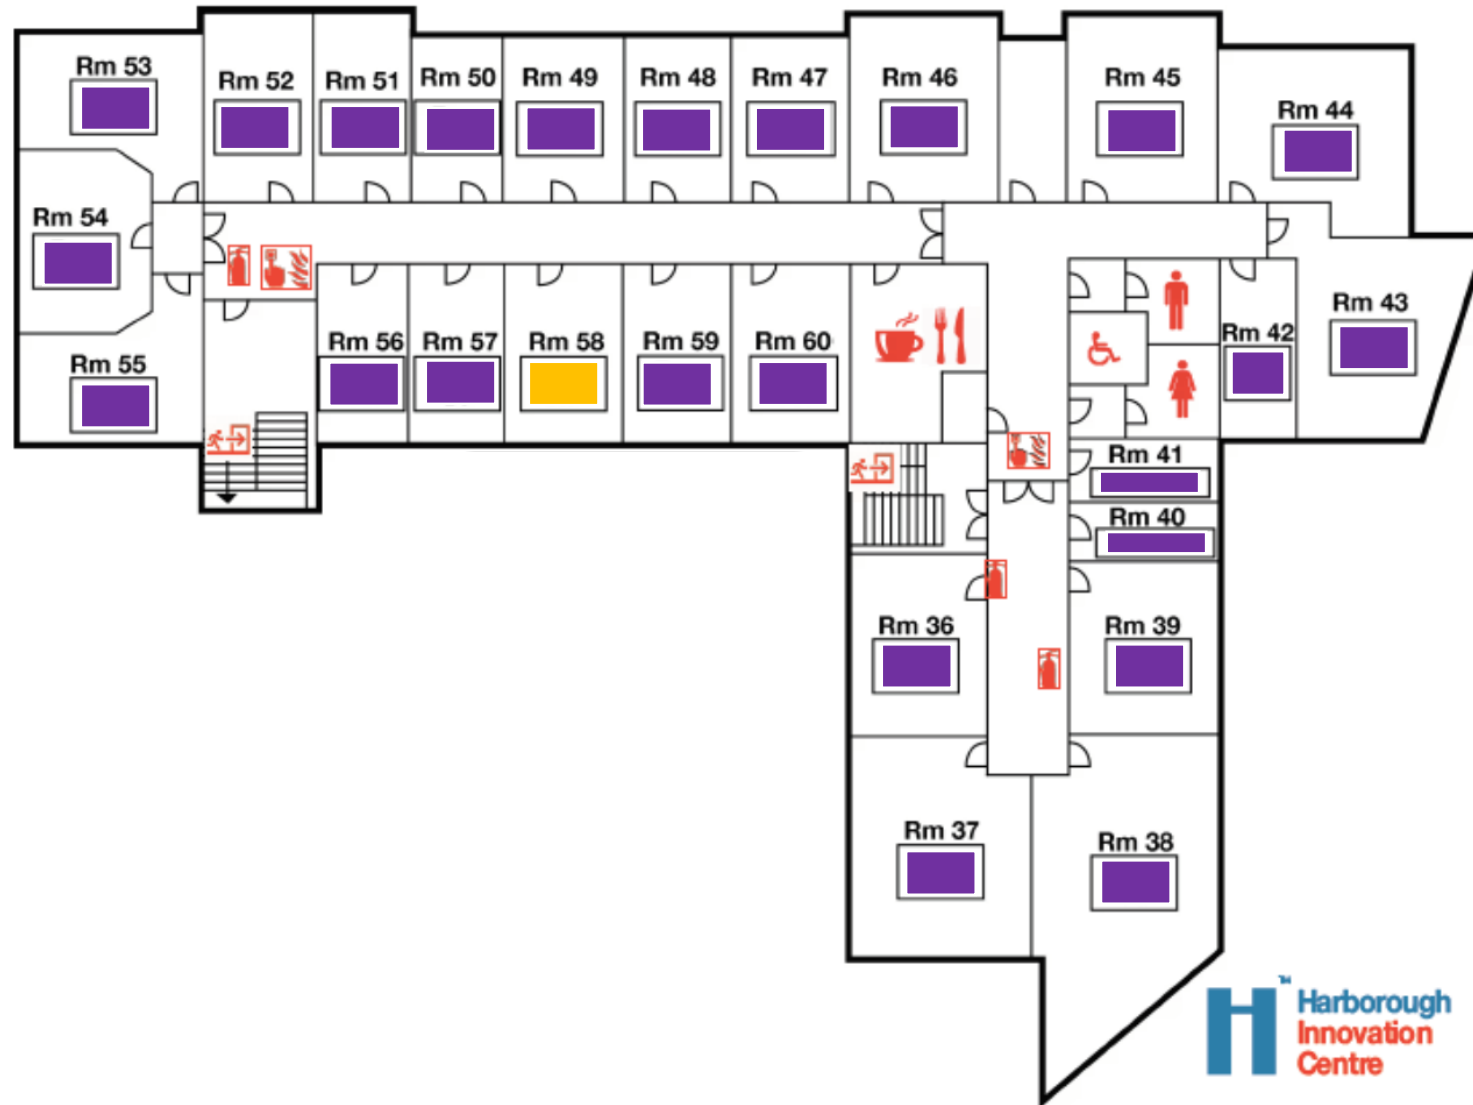 Rm 53
Rm 52
Rm 51
Rm 50
Rm 49
Rm 48
Rm 47
Rm 46
Rm 45
Rm 44
Rm 54
Rm 43
Rm 55
Rm 56
Rm 57
Rm 58
Rm 59
Rm 60
Rm 42
Rm 41
Rm 40
Rm 36
Rm 39
Rm 37
Rm 38
H™
Harborough
Innovation
Centre